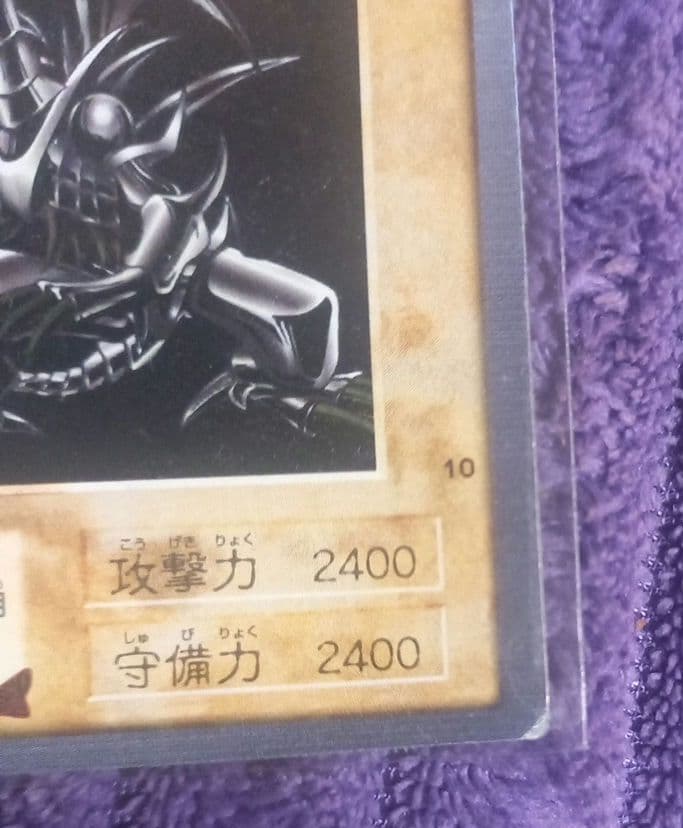 10
こう げき りょく
攻撃力 2400
しゅ び りょく
守備力 2400